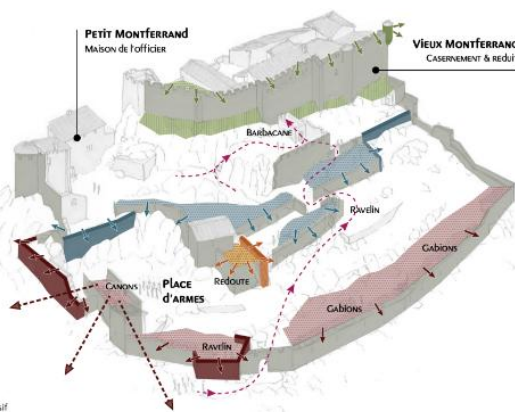 PETIT MONTFERRAND
MAISON DE L'OFFICIER
VIEUX MONTFERRAND
CASERNEMENT & RÉDUIT
BARBACANE
RAVELIN
GABIONS
CANONS
PLACE
D'ARMES
REDOUTE
GABIONS
RAVELIN